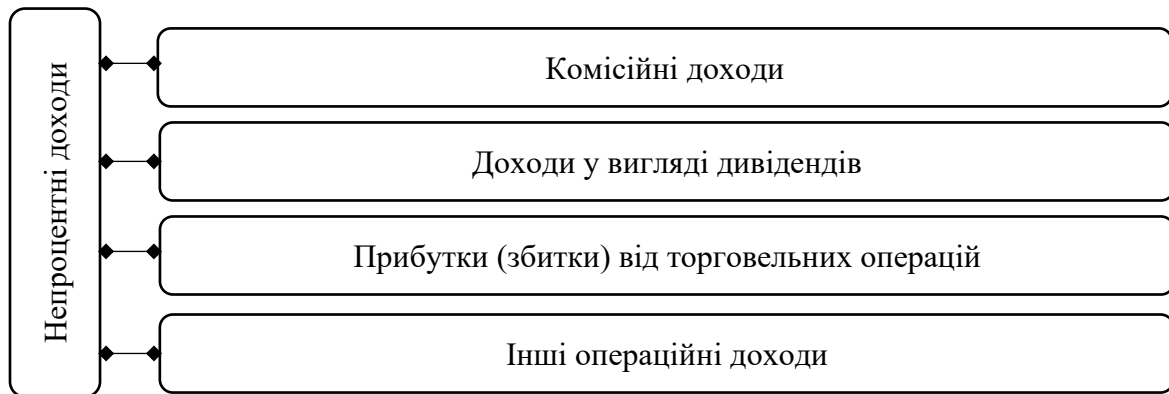 Непроцентні доходи
Комісійні доходи
Доходи у вигляді дивідендів
Прибутки (збитки) від торговельних операцій
Інші операційні доходи